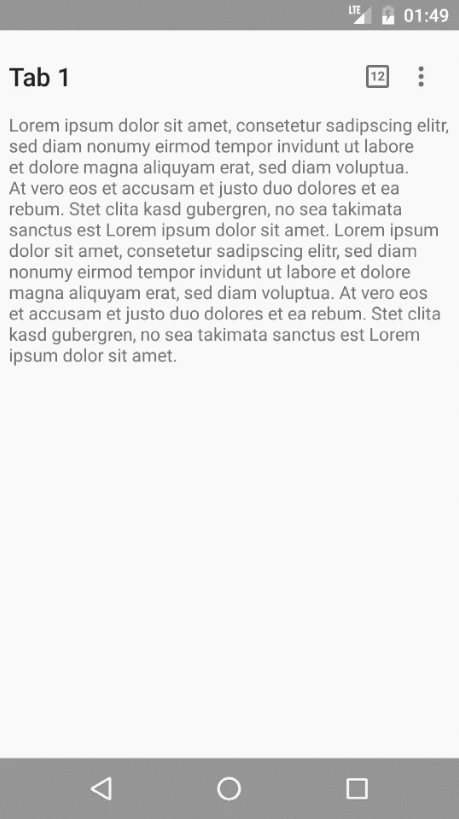 LTE 01:49
Tab 1 12
Lorem ipsum dolor sit amet, consetetur sadipscing elitr,
sed diam nonumy eirmod tempor invidunt ut labore
et dolore magna aliquyam erat, sed diam voluptua.
At vero eos et accusam et justo duo dolores et ea
rebum. Stet clita kasd gubergren, no sea takimata
sanctus est Lorem ipsum dolor sit amet. Lorem ipsum
dolor sit amet, consetetur sadipscing elitr, sed diam
nonumy eirmod tempor invidunt ut labore et dolore
magna aliquyam erat, sed diam voluptua. At vero eos
et accusam et justo duo dolores et ea rebum. Stet clita
kasd gubergren, no sea takimata sanctus est Lorem
ipsum dolor sit amet.